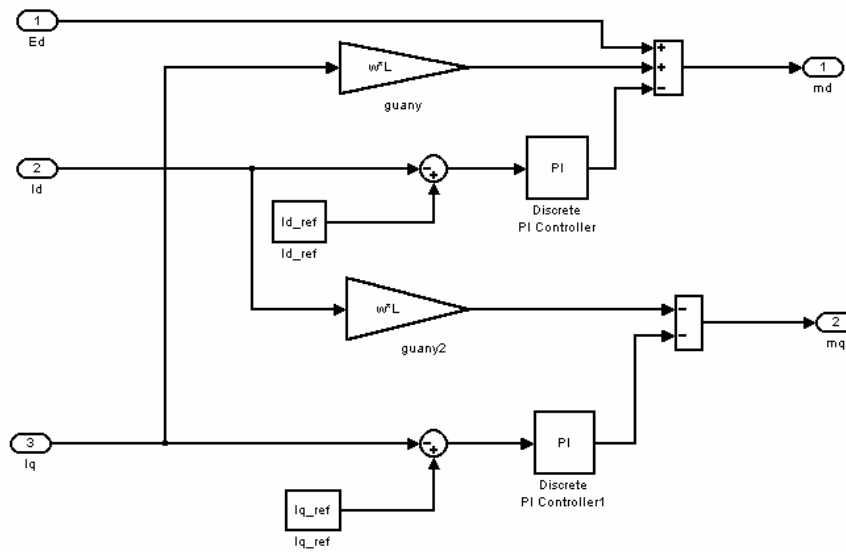 1
Ed
w*L
guany
+
+
-
1
md
2
Id
-
+
PI
Discrete
PI Controller
Id_ref
Id_ref
w*L
guany2
-
-
2
mq
3
Iq
-
+
PI
Discrete
PI Controller1
Iq_ref
Iq_ref